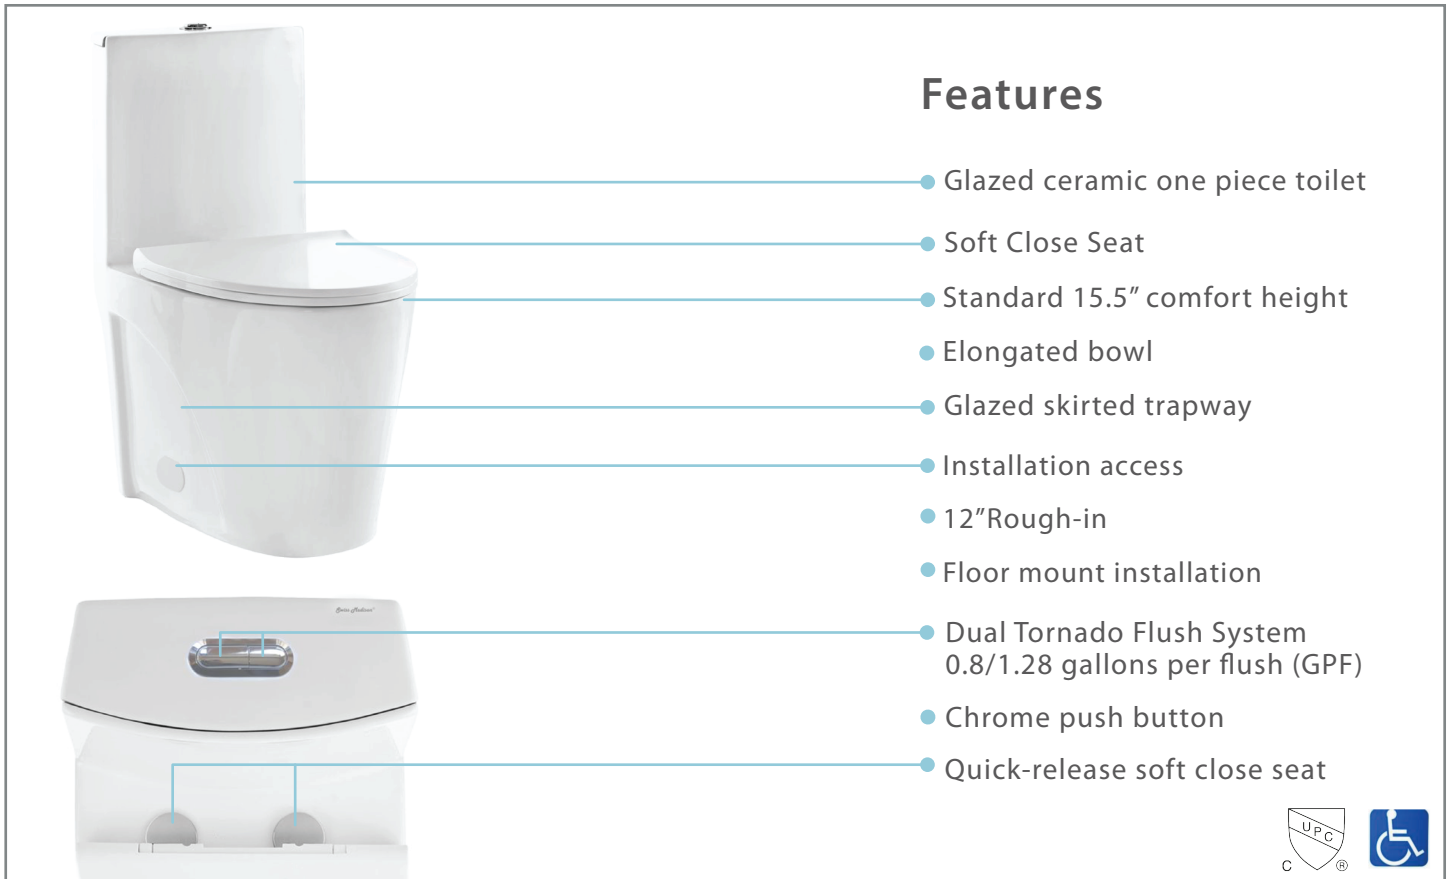 Features
Glazed ceramic one piece toilet
Soft Close Seat
Standard 15.5” comfort height
Elongated bowl
Glazed skirted trapway
Installation access
12”Rough-in
Floor mount installation
Swiss Madison®
Dual Tornado Flush System
0.8/1.28 gallons per flush (GPF)
Chrome push button
Quick-release soft close seat
UPC
C ®